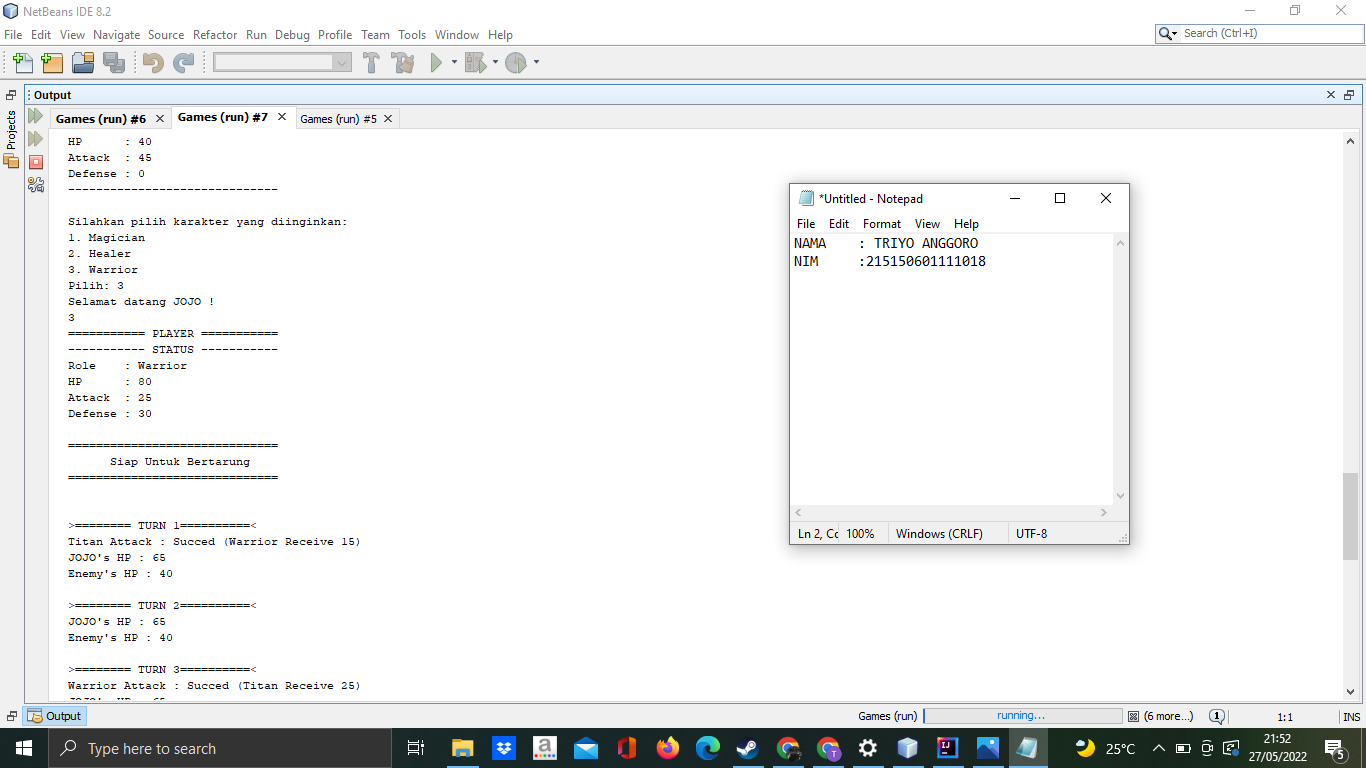 NetBeans IDE 8.2
File Edit View Navigate Source Refactor Run Debug Profile Team Tools Window Help
Search (Ctrl+I)
Projects
Output
Games (run) #6
Games (run) #7
Games (run) #5
HP      : 40
Attack  : 45
Defense : 0
------------------------------
Silahkan pilih karakter yang diinginkan:
1. Magician
2. Healer
3. Warrior
Pilih: 3
Selamat datang JOJO !
3
=========== PLAYER ===========
----------- STATUS -----------
Role    : Warrior
HP      : 80
Attack  : 25
Defense : 30
==============================
Siap Untuk Bertarung
==============================
>======== TURN 1==========<
Titan Attack : Succed (Warrior Receive 15)
JOJO's HP : 65
Enemy's HP : 40
>======== TURN 2==========<
JOJO's HP : 65
Enemy's HP : 40
>======== TURN 3==========<
Warrior Attack : Succed (Titan Receive 25)
JOJO's HP : 65
*Untitled - Notepad
File Edit Format View Help
NAMA    : TRIYO ANGGORO
NIM     :215150601111018
Ln 2, Cc 100% Windows (CRLF) UTF-8
Output
Games (run) running... (6 more...) 1 1:1 INS
Type here to search
25°C
21:52
27/05/2022
5